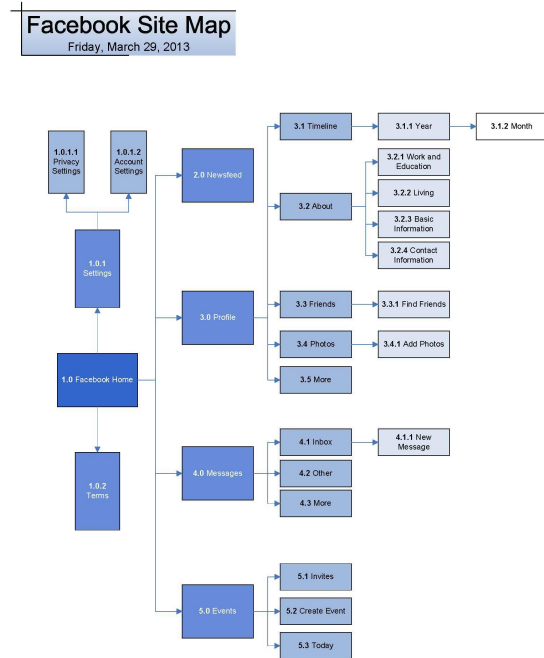 Facebook Site Map
Friday, March 29, 2013
1.0.1.1
Privacy
Settings
1.0.1.2
Account
Settings
1.0.1
Settings
1.0 Facebook Home
1.0.2
Terms
2.0 Newsfeed
3.0 Profile
3.1 Timeline
3.1.1 Year
3.1.2 Month
3.2 About
3.2.1 Work and
Education
3.2.2 Living
3.2.3 Basic
Information
3.2.4 Contact
Information
3.3 Friends
3.3.1 Find Friends
3.4 Photos
3.4.1 Add Photos
3.5 More
4.0 Messages
4.1 Inbox
4.1.1 New
Message
4.2 Other
4.3 More
5.0 Events
5.1 Invites
5.2 Create Event
5.3 Today